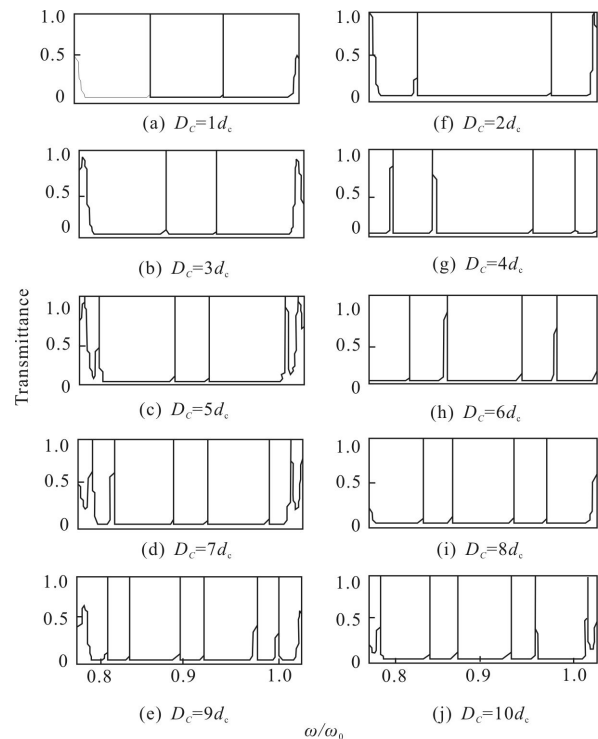 Transmittance
1.0
0.5
0
(a) D_C=1d_c
1.0
0.5
0
(f) D_C=2d_c
1.0
0.5
0
(b) D_C=3d_c
1.0
0.5
0
(g) D_C=4d_c
1.0
0.5
0
(c) D_C=5d_c
1.0
0.5
0
(h) D_C=6d_c
1.0
0.5
0
(d) D_C=7d_c
1.0
0.5
0
(i) D_C=8d_c
1.0
0.5
0
0.8 0.9 1.0
(e) D_C=9d_c
1.0
0.5
0
0.8 0.9 1.0
(j) D_C=10d_c
ω/ω₀